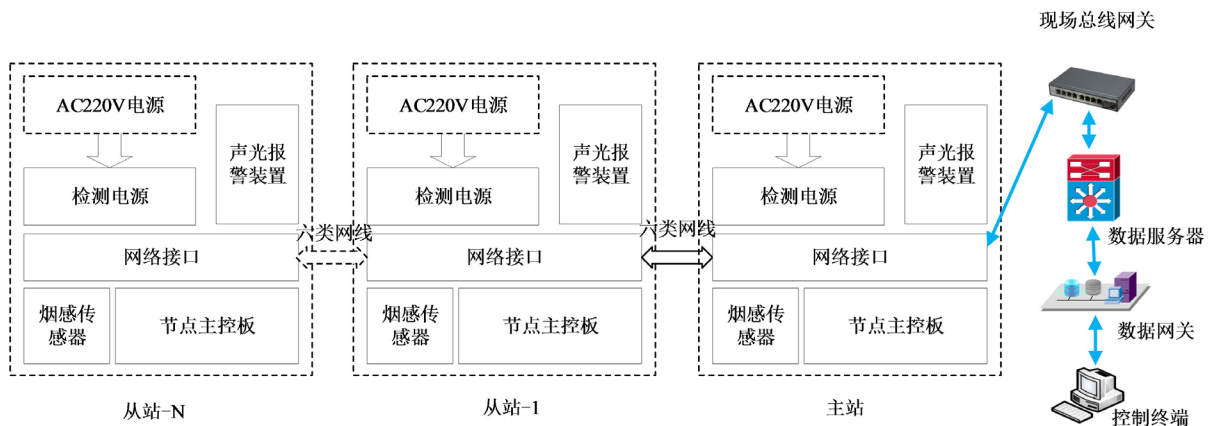 现场总线网关
AC220V电源
声光报
警装置
检测电源
网络接口
烟感传
感器
节点主控板
从站-N
六类网线
AC220V电源
声光报
警装置
检测电源
网络接口
烟感传
感器
节点主控板
从站-1
六类网线
AC220V电源
声光报
警装置
检测电源
网络接口
烟感传
感器
节点主控板
主站
数据服务器
数据网关
控制终端